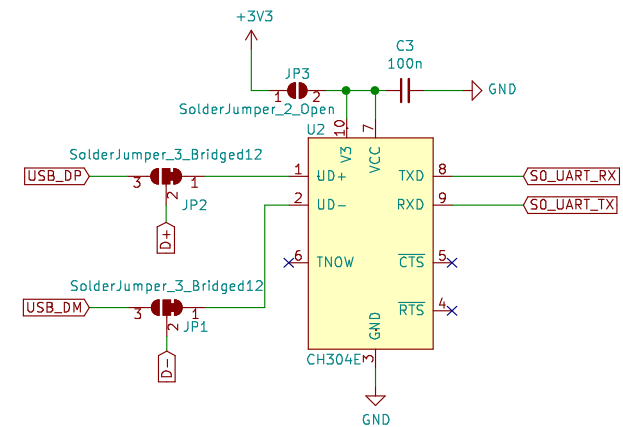 +3V3
C3
100n
JP3
1 2
GND
SolderJumper_2_Open
U2
10
7
V3
VCC
SolderJumper_3_Bridged12
USB_DP
3
1
2
JP2
D+
1
UD+
TXD
8
S0_UART_RX
2
UD-
RXD
9
S0_UART_TX
6
TNOW
CTS
5
SolderJumper_3_Bridged12
USB_DM
3
1
2
JP1
D-
RTS
4
GND
CH304E
3
GND